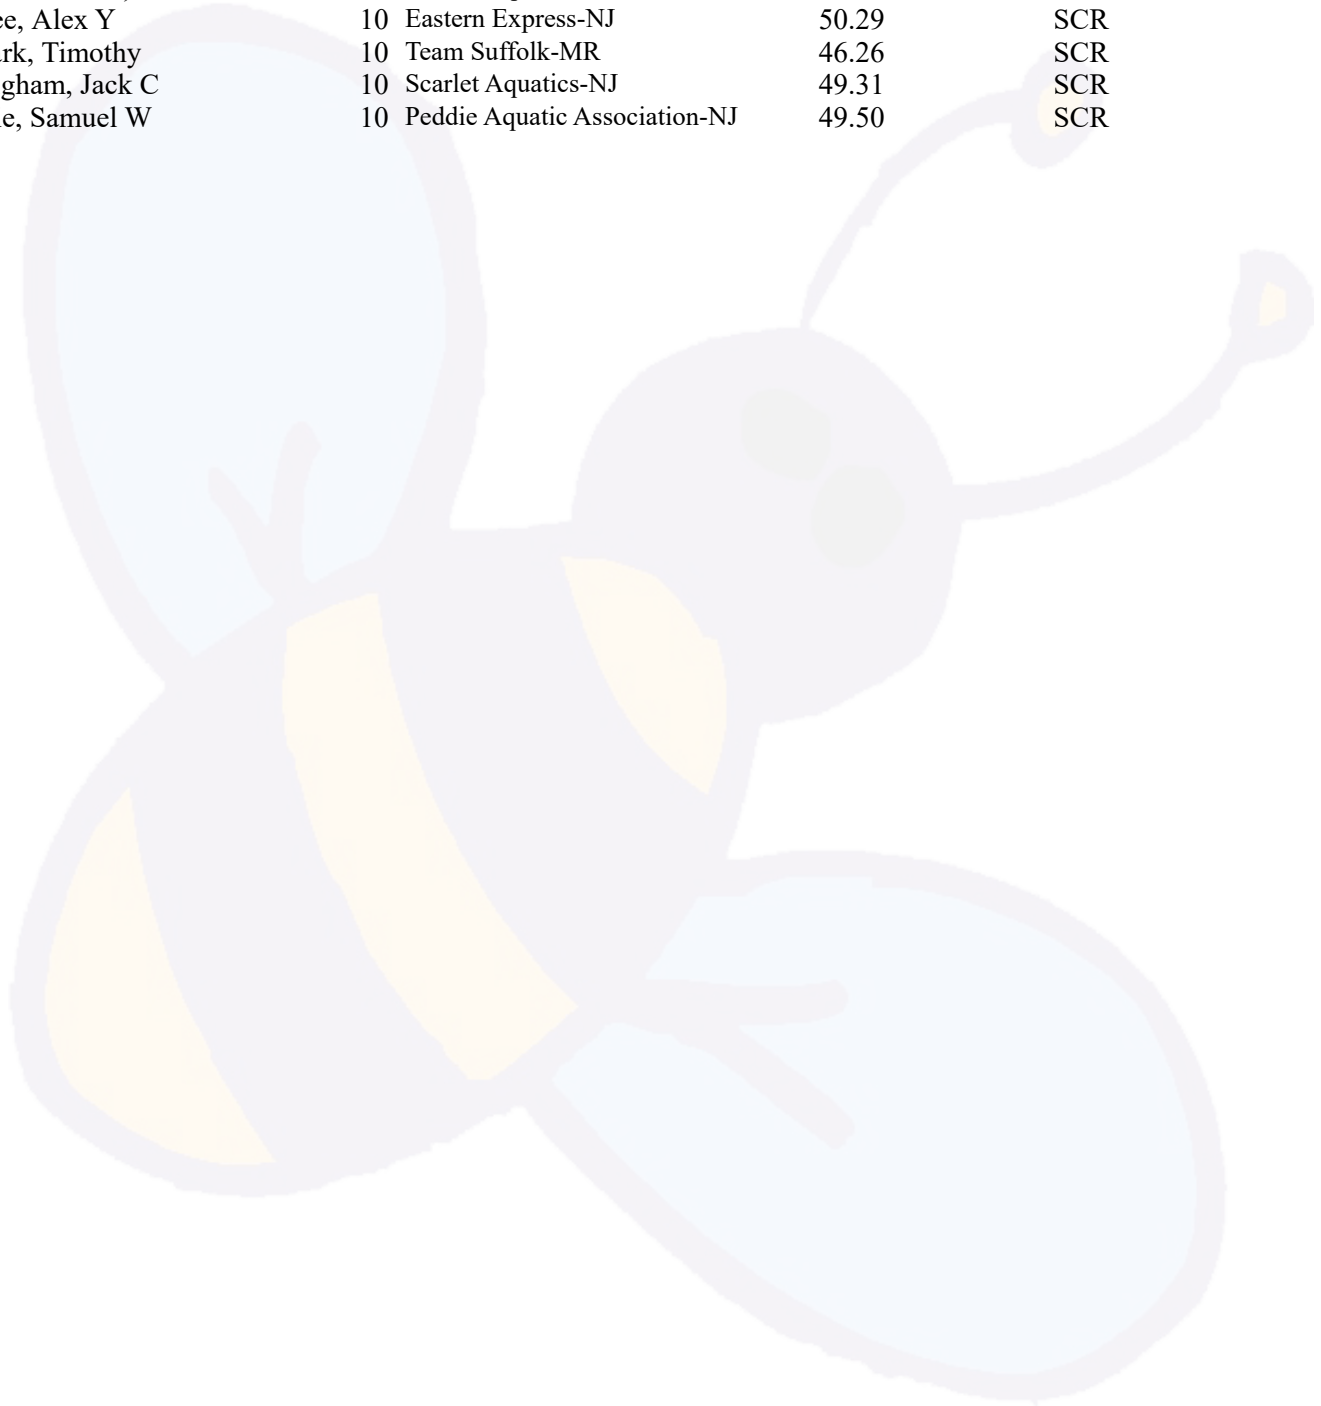 ee, Alex Y 10 Eastern Express-NJ 50.29 SCR
rk, Timothy 10 Team Suffolk-MR 46.26 SCR
gham, Jack C 10 Scarlet Aquatics-NJ 49.31 SCR
e, Samuel W 10 Peddie Aquatic Association-NJ 49.50 SCR